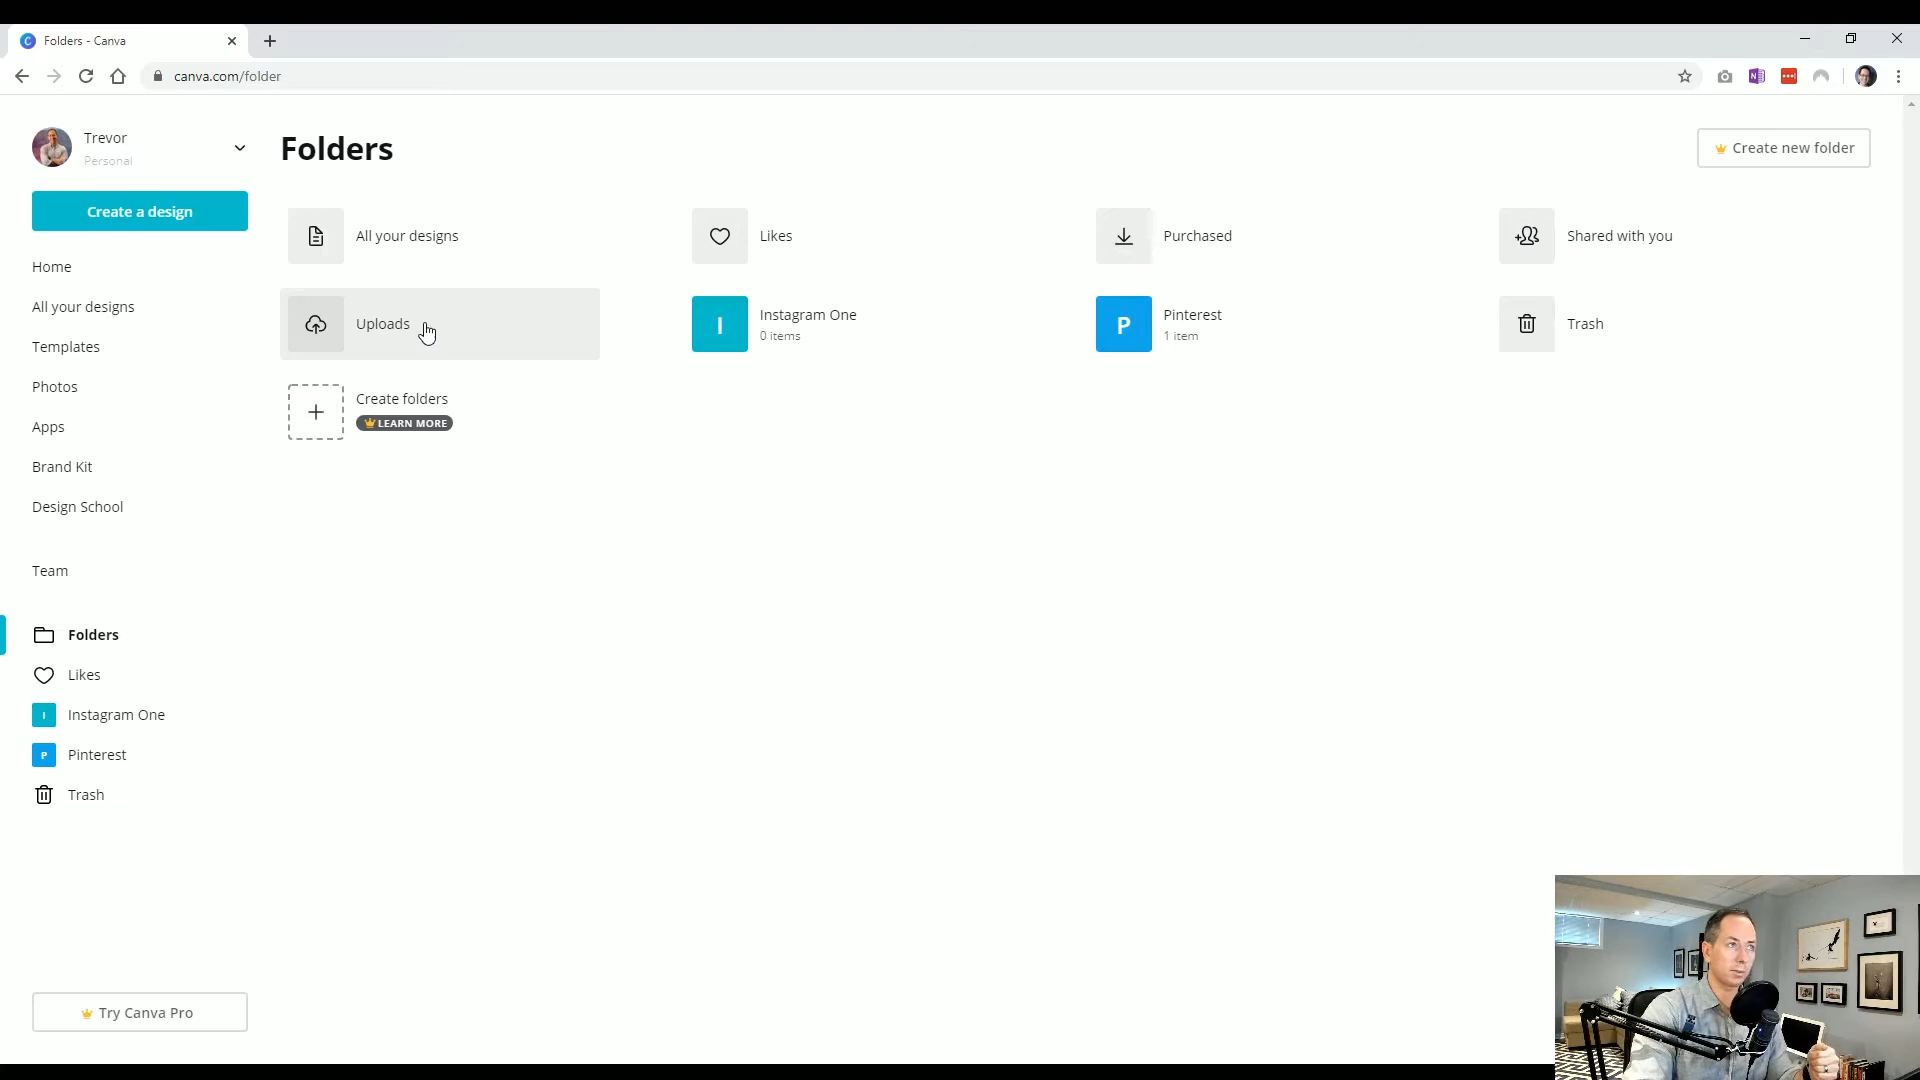 Folders - Canva
canva.com/folder
Trevor
Personal
Create a design
Home
All your designs
Templates
Photos
Apps
Brand Kit
Design School
Team
Folders
Likes
Instagram One
Pinterest
Trash
Try Canva Pro
Folders
Create new folder
All your designs
Likes
Purchased
Shared with you
Uploads
I
Instagram One
0 items
P
Pinterest
1 item
Trash
Create folders
LEARN MORE